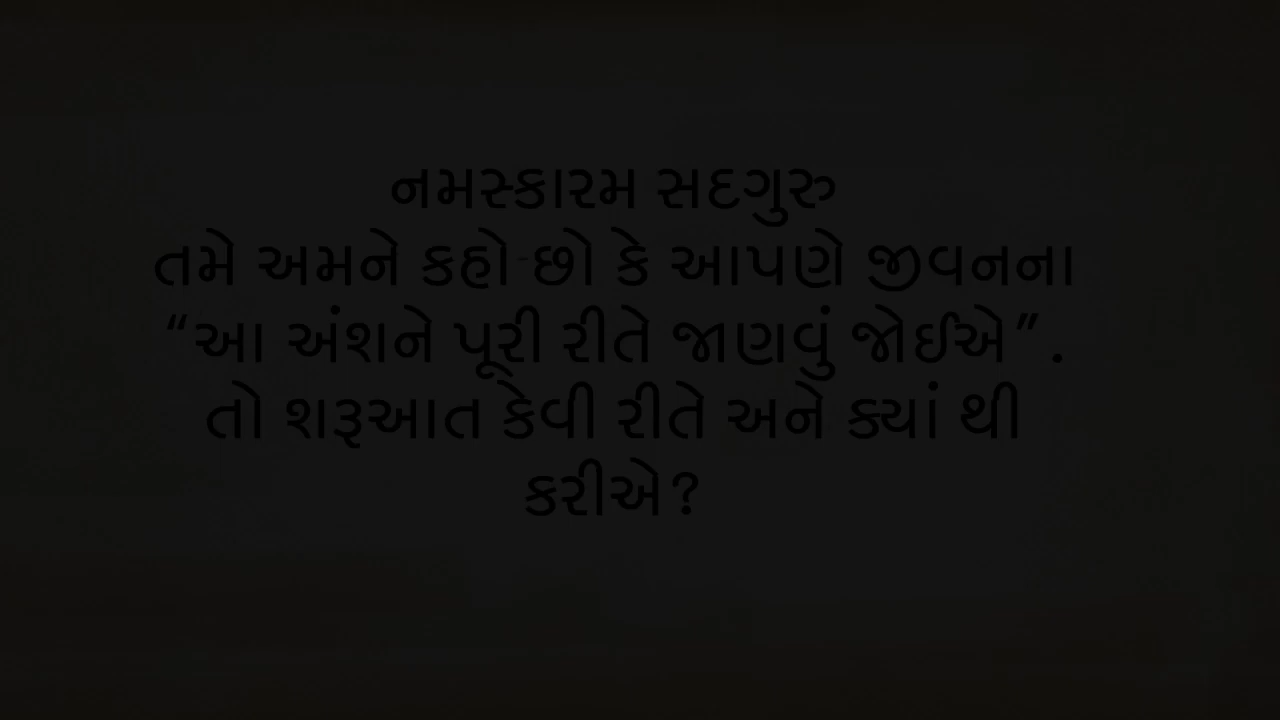 નમસ્કારમ સદગુરુ
તમે અમને કહો છો કે આપણે જીવનના
“આ અંશને પૂરી રીતે જાણવું જોઈએ” .
તો શરૂઆત કેવી રીતે અને ક્યાં થી
કરીએ?